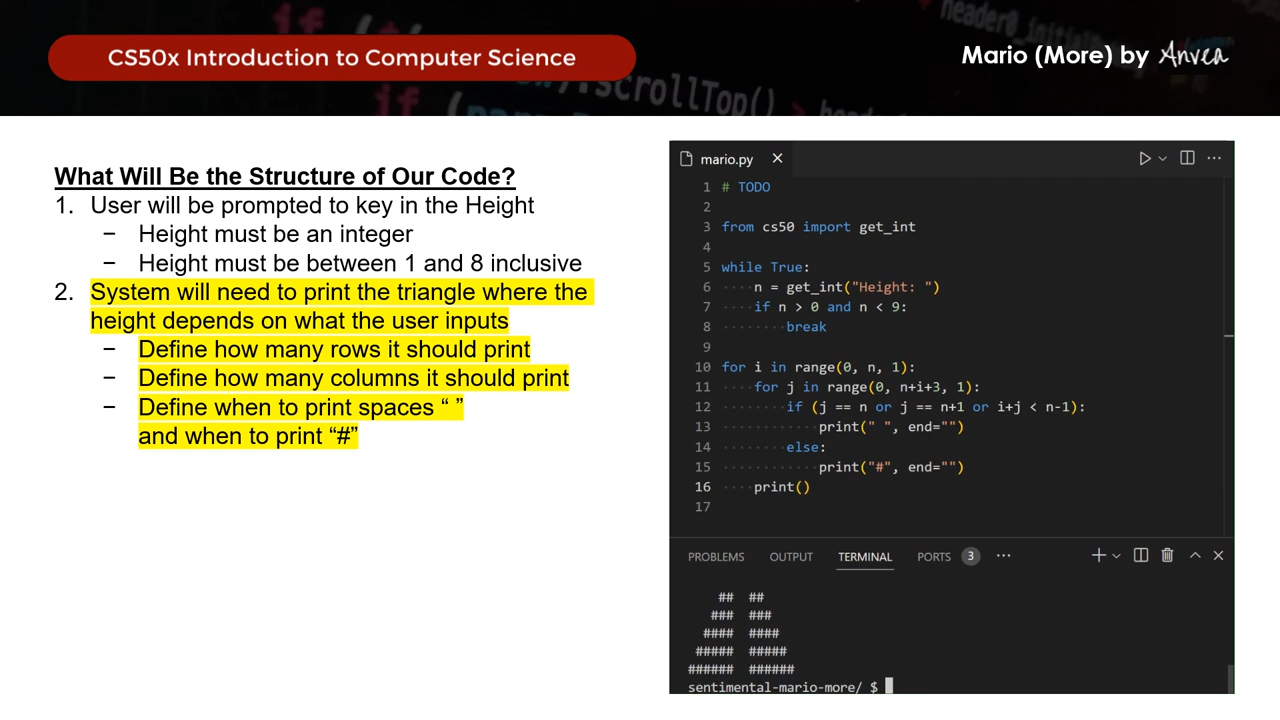 CS50x Introduction to Computer Science
Mario (More) by Anvea
What Will Be the Structure of Our Code?
1. User will be prompted to key in the Height
− Height must be an integer
− Height must be between 1 and 8 inclusive
2. System will need to print the triangle where the
height depends on what the user inputs
− Define how many rows it should print
− Define how many columns it should print
− Define when to print spaces “ ”
and when to print “#”
mario.py
1 # TODO
2
3 from cs50 import get_int
4
5 while True:
6     n = get_int("Height: ")
7     if n > 0 and n < 9:
8         break
9
10 for i in range(0, n, 1):
11     for j in range(0, n+i+3, 1):
12         if (j == n or j == n+1 or i+j < n-1):
13             print(" ", end="")
14         else:
15             print("#", end="")
16     print()
17
PROBLEMS OUTPUT TERMINAL PORTS 3
    ##  ##
   ###  ###
  ####  ####
 #####  #####
######  ######
sentimental-mario-more/ $